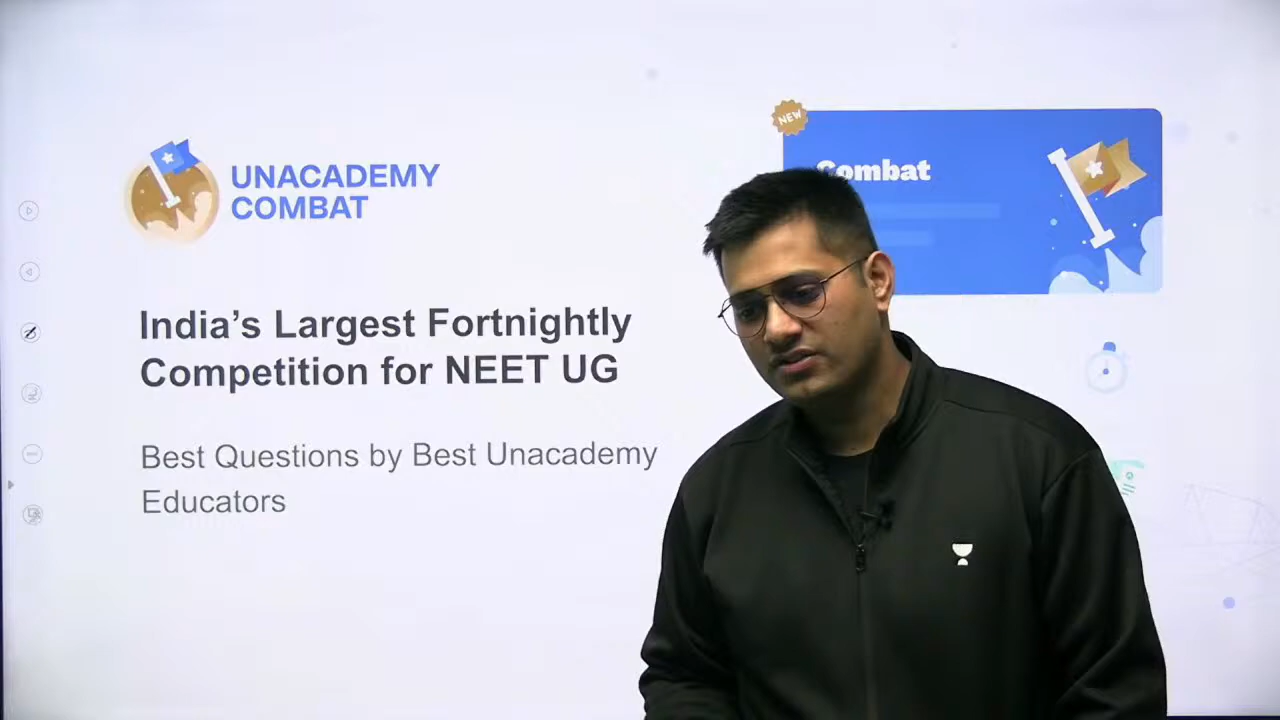 UNACADEMY
COMBAT
NEW
Combat
India's Largest Fortnightly
Competition for NEET UG
Best Questions by Best Unacademy
Educators